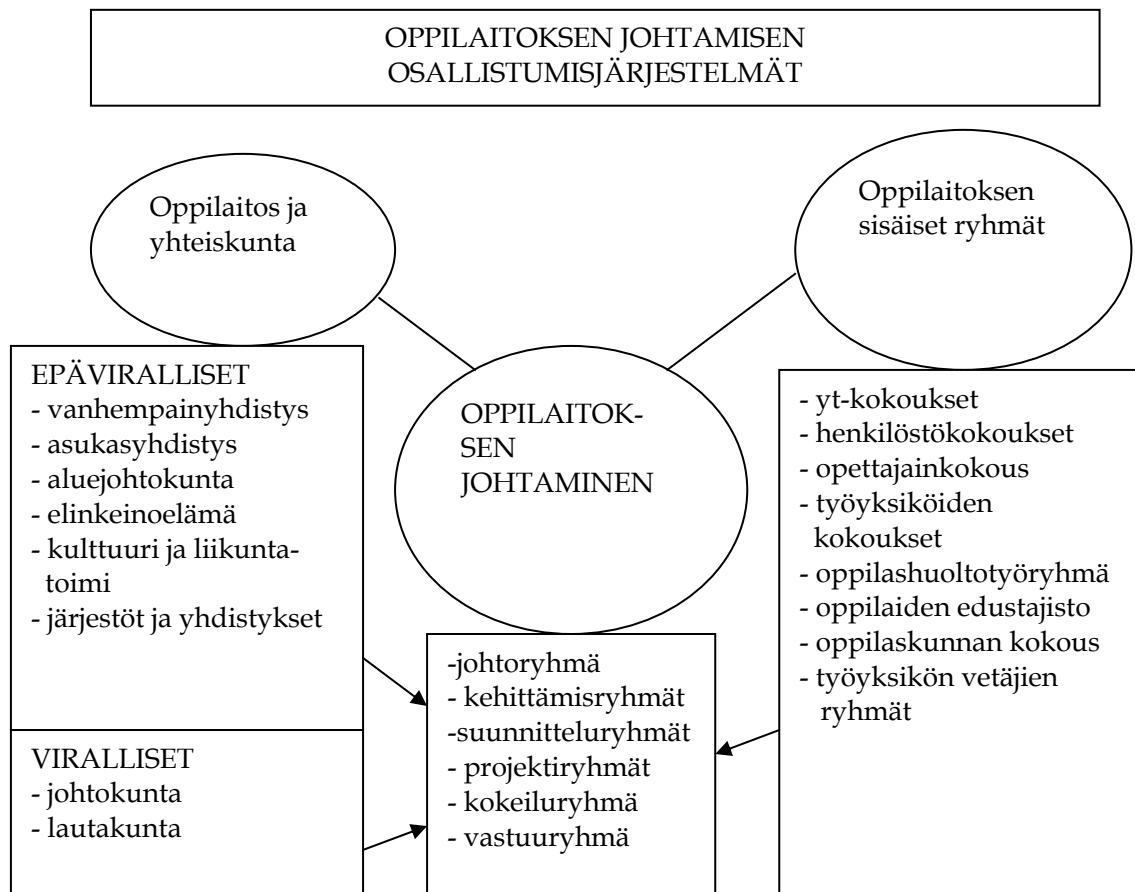 OPPILAITOKSEN JOHTAMISEN
OSALLISTUMISJÄRJESTELMÄT
Oppilaitos ja
yhteiskunta
Oppilaitoksen
sisäiset ryhmät
EPÄVIRALLISET
- vanhempainyhdistys
- asukasyhdistys
- aluejohtokunta
- elinkeinoelämä
- kulttuuri ja liikunta-
toimi
- järjestöt ja yhdistykset
VIRALLISET
- johtokunta
- lautakunta
OPPILAITOK-
SEN
JOHTAMINEN
-johtoryhmä
- kehittämisryhmät
-suunnitteluryhmät
- projektiryhmät
- kokeiluryhmä
- vastuuryhmä
- yt-kokoukset
- henkilöstökokoukset
- opettajainkokous
- työyksiköiden
kokoukset
- oppilashuoltotyöryhmä
- oppilaiden edustajisto
- oppilaskunnan kokous
- työyksikön vetäjien
ryhmät